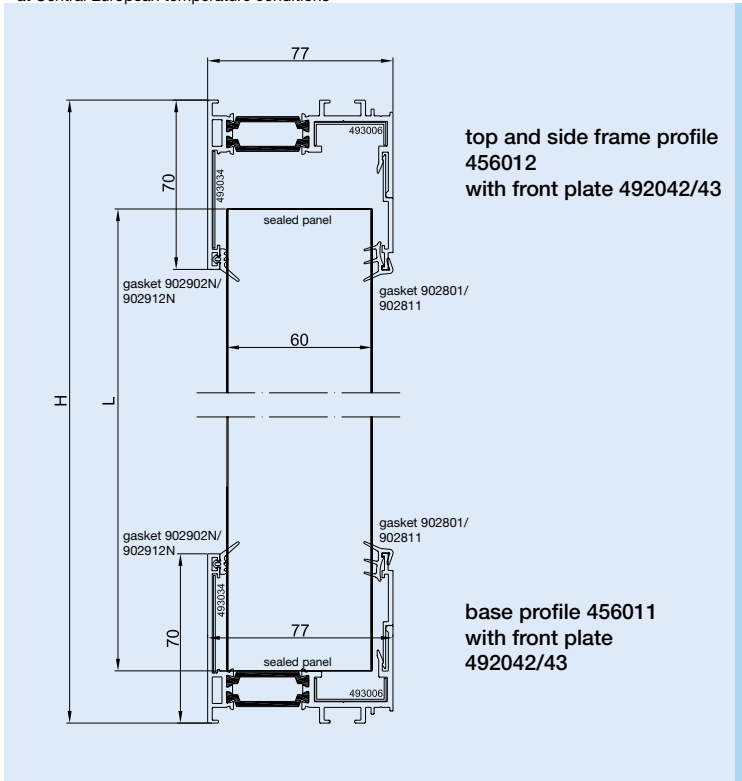 at Central European temperature conditions
77
493006
top and side frame profile
456012
with front plate 492042/43
70
493034
sealed panel
gasket 902902N/
902912N
gasket 902801/
902811
60
H
L
gasket 902902N/
902912N
gasket 902801/
902811
493034
70
77
base profile 456011
with front plate
492042/43
sealed panel
493006